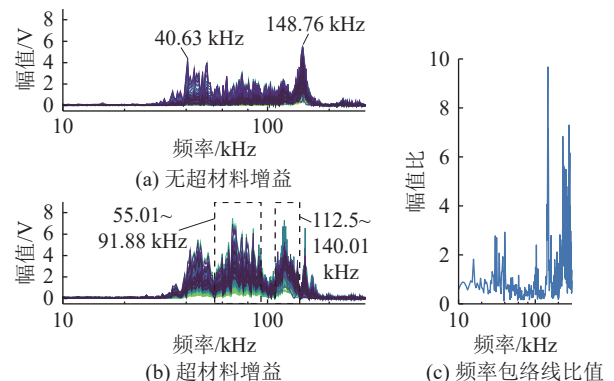 40.63 kHz
148.76 kHz
幅值/V
8
6
4
2
0
10
100
频率/kHz
(a) 无超材料增益
55.01~
91.88 kHz
112.5~
140.01
kHz
幅值/V
8
6
4
2
0
10
100
频率/kHz
(b) 超材料增益
幅值比
10
8
6
4
2
0
10
100
频率/kHz
(c) 频率包络线比值